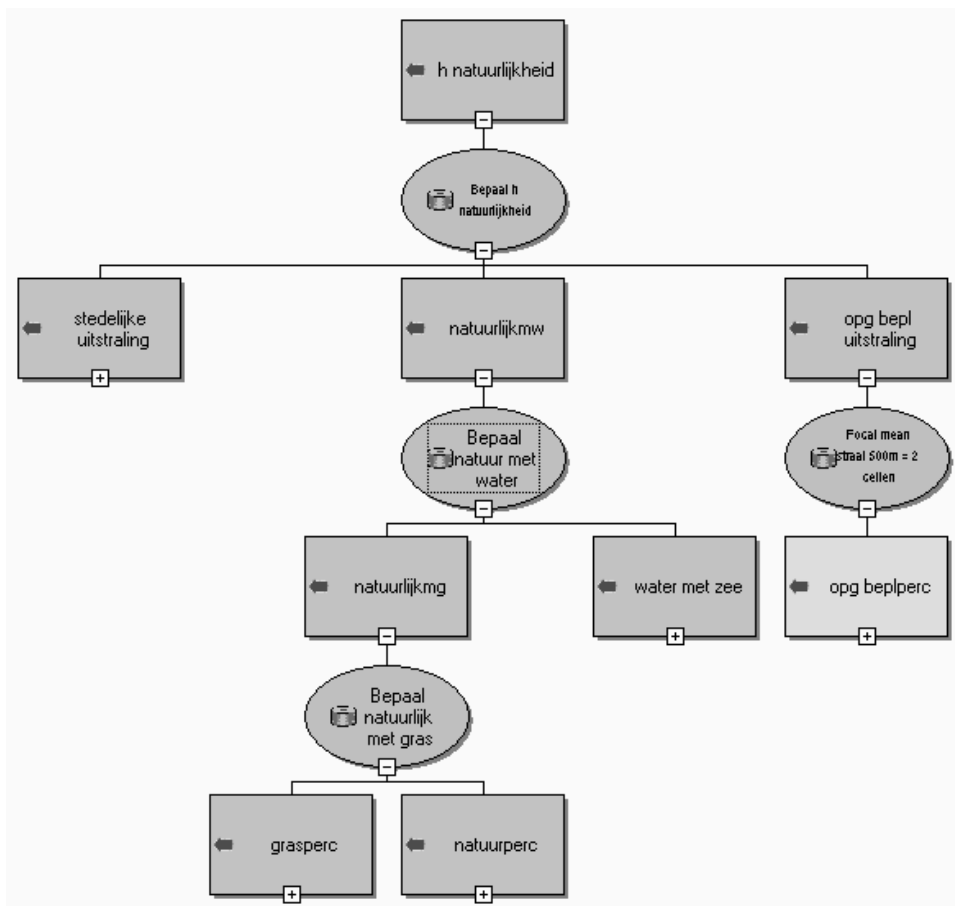 h natuurlijkheid
Bepaal h
natuurlijkheid
stedelijke
uitstraling
natuurlijkmw
opg bepl
uitstraling
Bepaal
natuur met
water
Focal mean
straal 500m = 2
cellen
natuurlijkmg
water met zee
opg beplperc
Bepaal
natuurlijk
met gras
grasperc
natuurperc